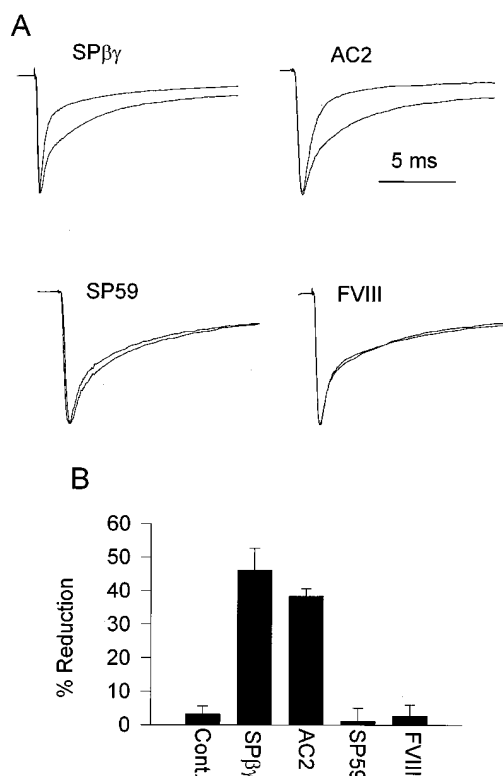 A
SPβγ
AC2
5 ms
SP59
FVIII
B
% Reduction
60
50
40
30
20
10
0
Cont.
SPβγ
AC2
SP59
FVIII